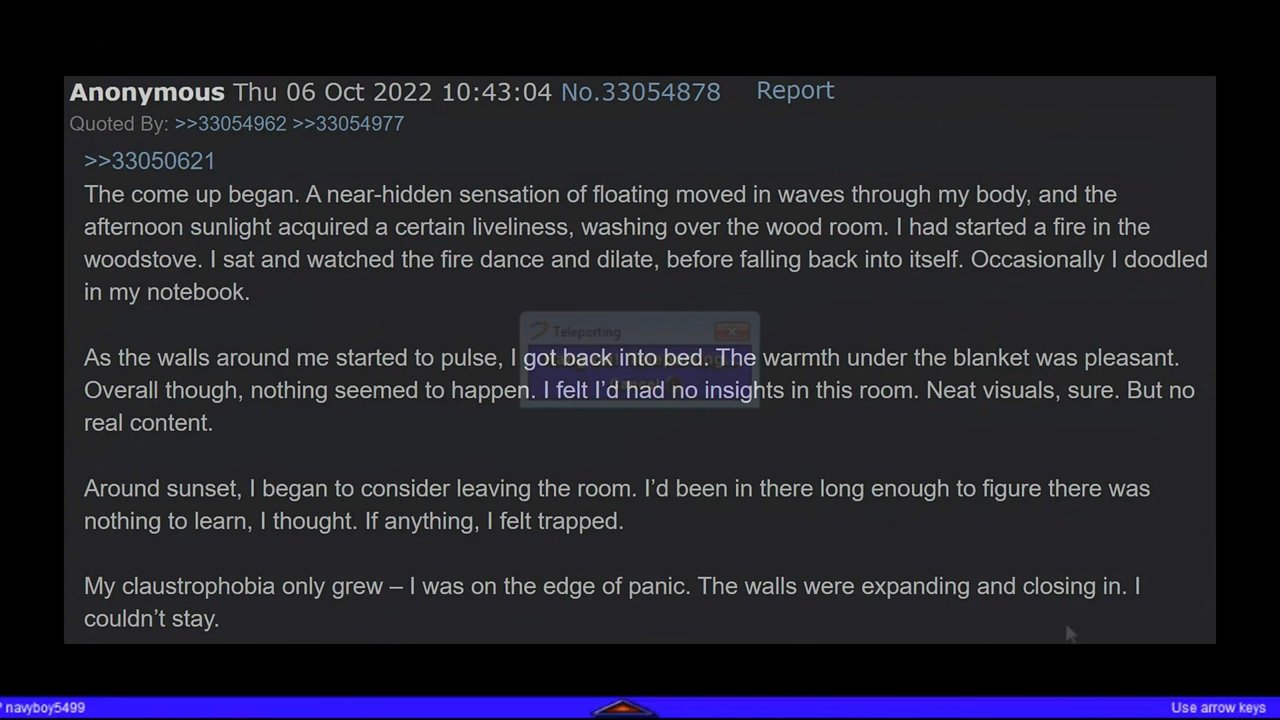 Anonymous Thu 06 Oct 2022 10:43:04 No.33054878 Report
Quoted By: >>33054962 >>33054977
>>33050621
The come up began. A near-hidden sensation of floating moved in waves through my body, and the
afternoon sunlight acquired a certain liveliness, washing over the wood room. I had started a fire in the
woodstove. I sat and watched the fire dance and dilate, before falling back into itself. Occasionally I doodled
in my notebook.
Teleporting
As the walls around me started to pulse, I got back into bed. The warmth under the blanket was pleasant.
Overall though, nothing seemed to happen. I felt I’d had no insights in this room. Neat visuals, sure. But no
real content.
Around sunset, I began to consider leaving the room. I’d been in there long enough to figure there was
nothing to learn, I thought. If anything, I felt trapped.
My claustrophobia only grew – I was on the edge of panic. The walls were expanding and closing in. I
couldn’t stay.
navyboy5499
Use arrow keys